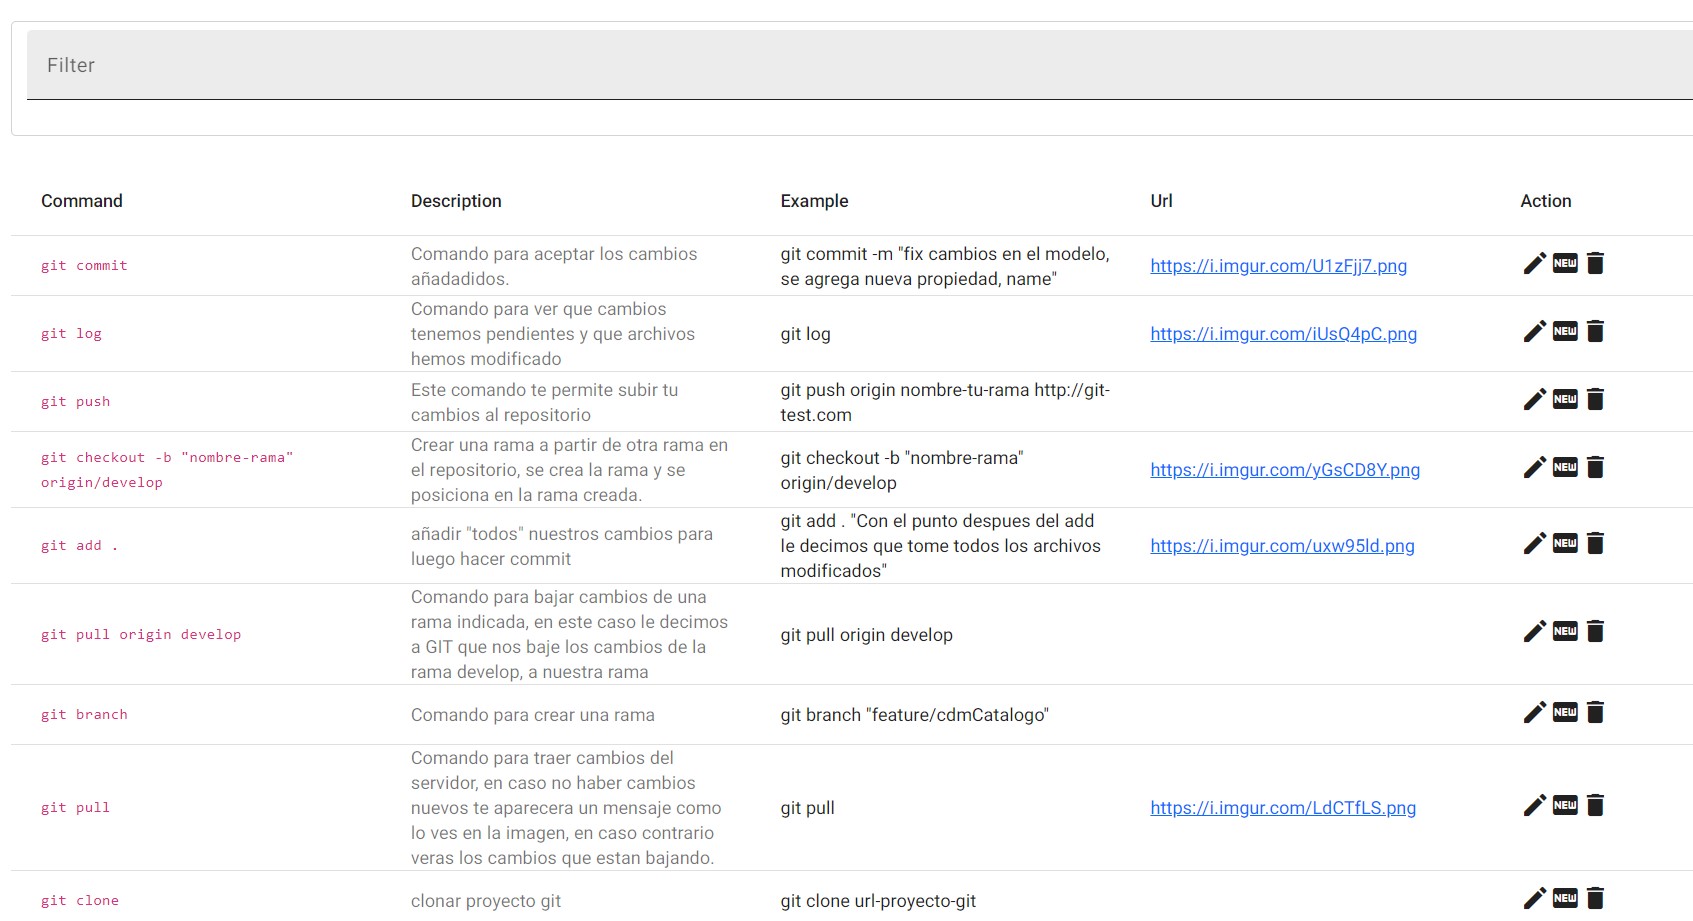 Filter
Command Description Example Url Action
git commit
Comando para aceptar los cambios
añadadidos.
git commit -m "fix cambios en el modelo,
se agrega nueva propiedad, name"
https://i.imgur.com/U1zFjj7.png
NEW
git log
Comando para ver que cambios
tenemos pendientes y que archivos
hemos modificado
git log
https://i.imgur.com/iUsQ4pC.png
NEW
git push
Este comando te permite subir tu
cambios al repositorio
git push origin nombre-tu-rama http://git-
test.com
NEW
git checkout -b "nombre-rama"
origin/develop
Crear una rama a partir de otra rama en
el repositorio, se crea la rama y se
posiciona en la rama creada.
git checkout -b "nombre-rama"
origin/develop
https://i.imgur.com/yGsCD8Y.png
NEW
git add .
añadir "todos" nuestros cambios para
luego hacer commit
git add . "Con el punto despues del add
le decimos que tome todos los archivos
modificados"
https://i.imgur.com/uxw95ld.png
NEW
git pull origin develop
Comando para bajar cambios de una
rama indicada, en este caso le decimos
a GIT que nos baje los cambios de la
rama develop, a nuestra rama
git pull origin develop
NEW
git branch
Comando para crear una rama
git branch "feature/cdmCatalogo"
NEW
git pull
Comando para traer cambios del
servidor, en caso no haber cambios
nuevos te aparecera un mensaje como
lo ves en la imagen, en caso contrario
veras los cambios que estan bajando.
git pull
https://i.imgur.com/LdCTfLS.png
NEW
git clone
clonar proyecto git
git clone url-proyecto-git
NEW